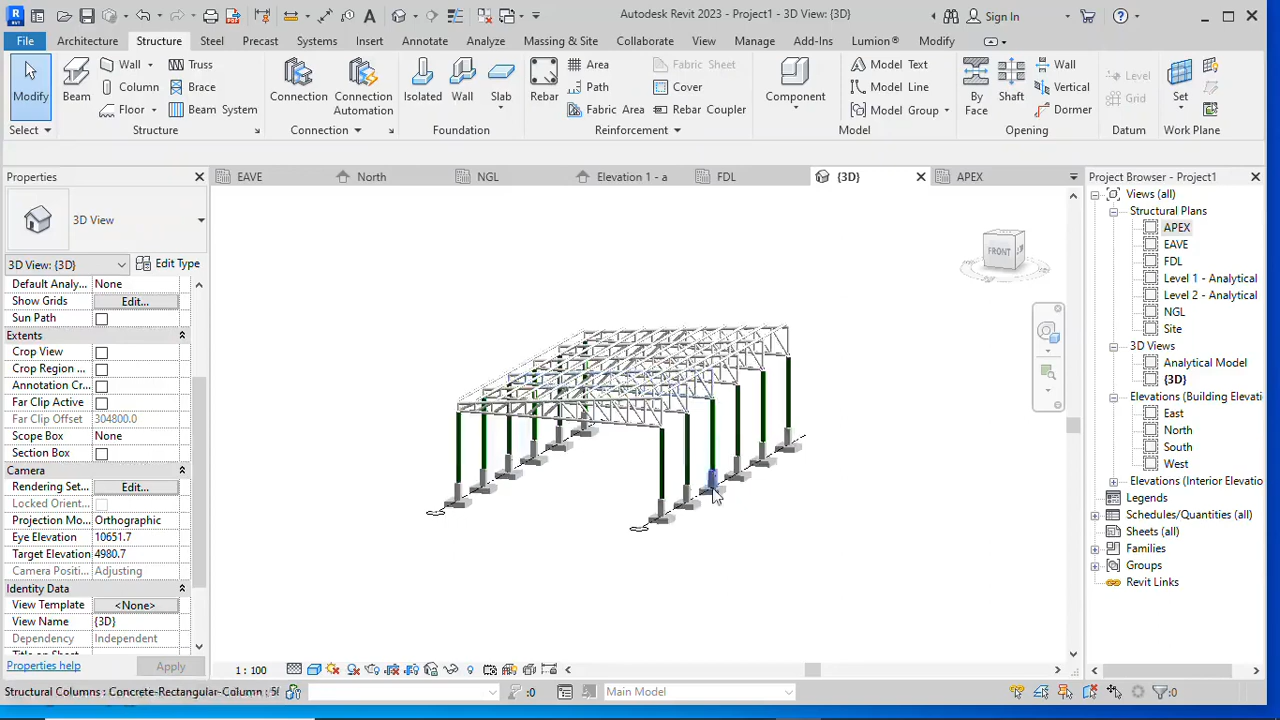 Autodesk Revit 20... - Project1 - 3D View: {3D}
Sign In
File Architecture Structure Steel Precast Systems Insert Annotate Analyze Massing & Site Collaborate View Manage Add-Ins Lumion® Modify
Modify
Select
Beam
Wall
Column
Floor
Truss
Brace
Beam System
Structure
Connection
Connection Automation
Connection
Isolated
Wall
Slab
Foundation
Rebar
Area
Path
Fabric Area
Fabric Sheet
Cover
Rebar Coupler
Reinforcement
Component
Model Text
Model Line
Model Group
Model
By Face
Shaft
Wall
Vertical
Dormer
Opening
Level
Grid
Datum
Set
Work Plane
Properties
EAVE North NGL Elevation 1 - a FDL {3D} APEX
3D View
3D View: {3D} Edit Type
Default Analy... None
Show Grids Edit...
Sun Path
Extents
Crop View
Crop Region ...
Annotation Cr...
Far Clip Active
Far Clip Offset 304800.0
Scope Box None
Section Box
Camera
Rendering Set... Edit...
Locked Orient...
Projection Mo... Orthographic
Eye Elevation 10651.7
Target Elevation 4980.7
Camera Positi... Adjusting
Identity Data
View Template <None>
View Name {3D}
Dependency Independent
Title on Sheet
Properties help Apply
FRONT
1 : 100
Project Browser - Project1
Views (all)
Structural Plans
APEX
EAVE
FDL
Level 1 - Analytical
Level 2 - Analytical
NGL
Site
3D Views
Analytical Model
{3D}
Elevations (Building Elevati
East
North
South
West
Elevations (Interior Elevatio
Legends
Schedules/Quantities (all)
Sheets (all)
Families
Groups
Revit Links
Structural Columns : Concrete-Rectangular-Column : 5
:0
Main Model
:0